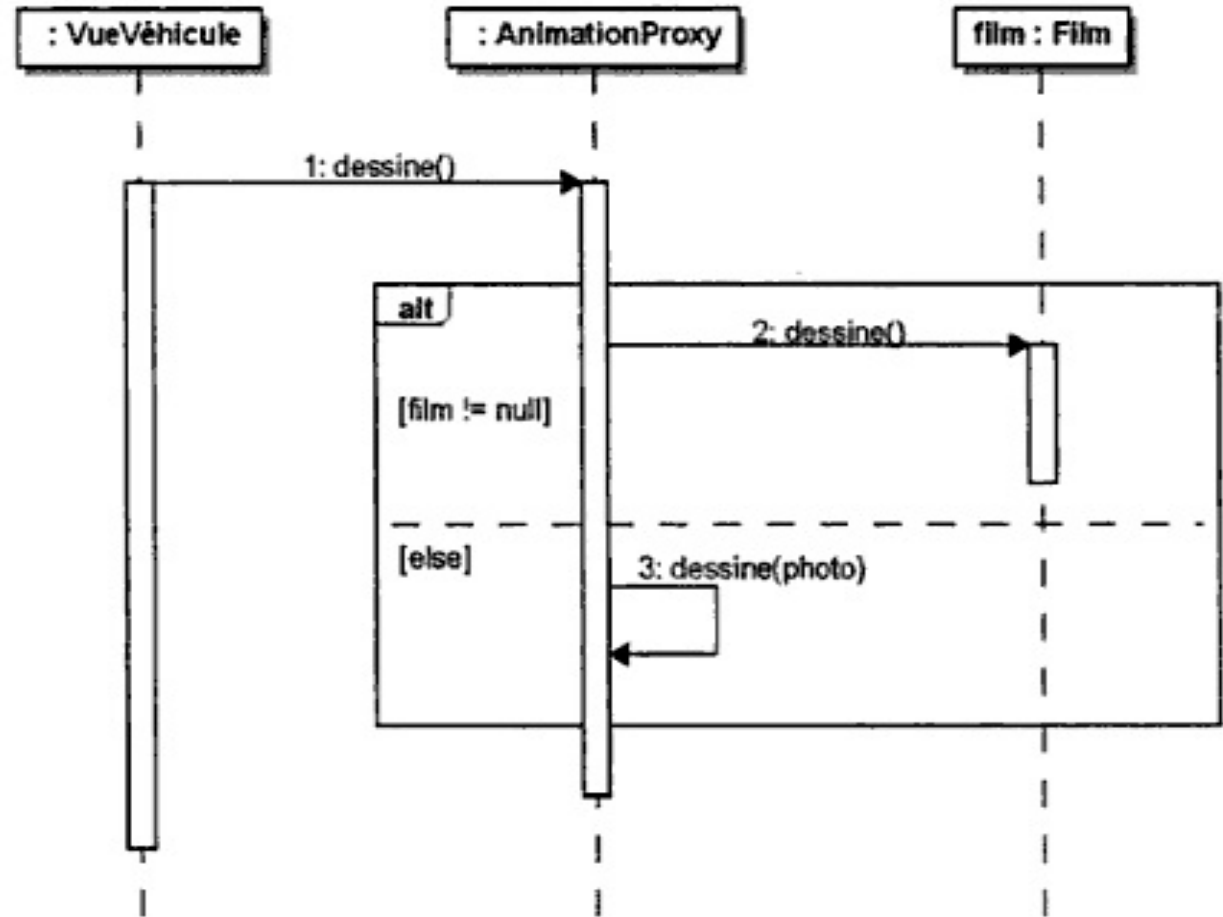 : VueVéhicule
: AnimationProxy
film : Film
1: dessine()
alt
2: dessine()
[film != null]
[else]
3: dessine(photo)